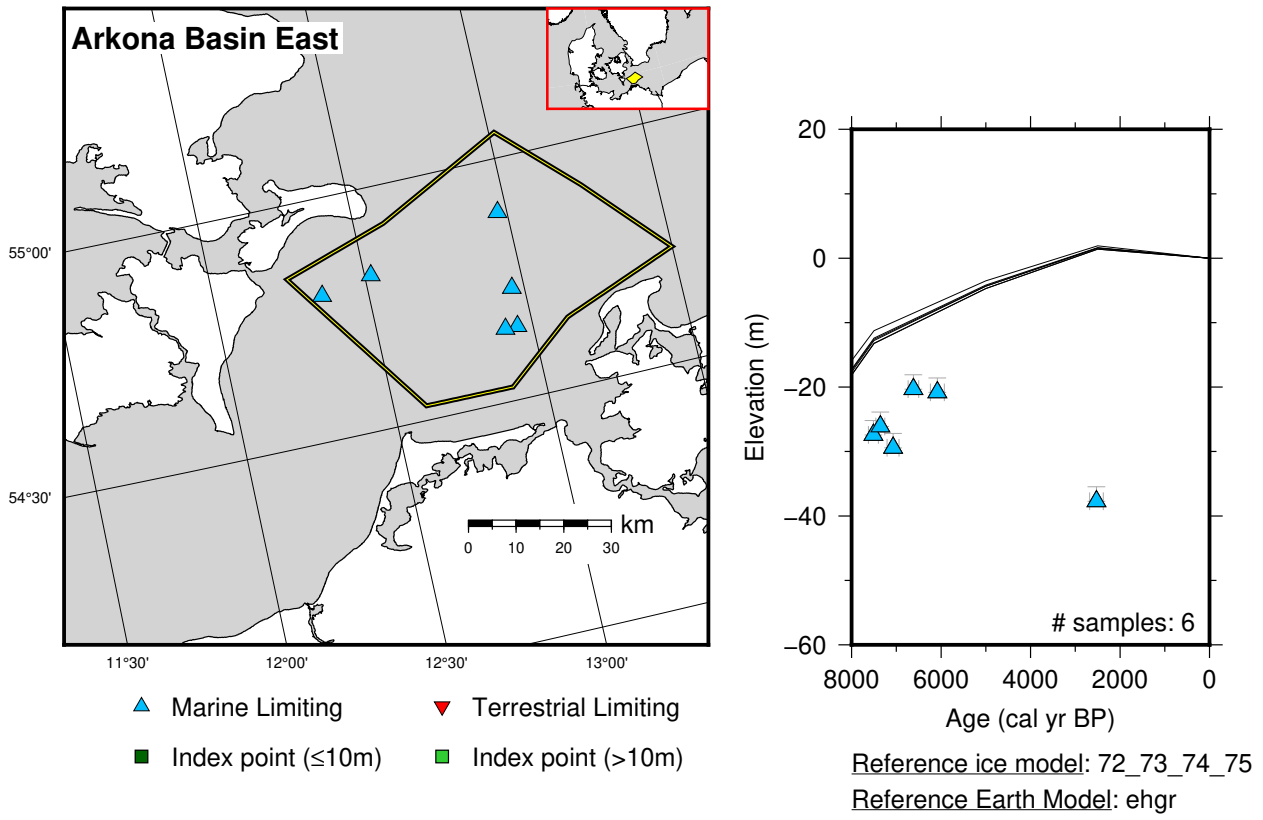 Arkona Basin East
55°00'
54°30'
km
0 10 20 30
11°30' 12°00' 12°30' 13°00'
Marine Limiting
Terrestrial Limiting
Index point (≤10m)
Index point (>10m)
20
0
−20
−40
−60
Elevation (m)
# samples: 6
8000 6000 4000 2000 0
Age (cal yr BP)
Reference ice model: 72_73_74_75
Reference Earth Model: ehgr